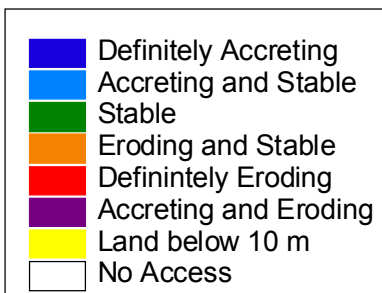 Definitely Accreting
Accreting and Stable
Stable
Eroding and Stable
Definintely Eroding
Accreting and Eroding
Land below 10 m
No Access